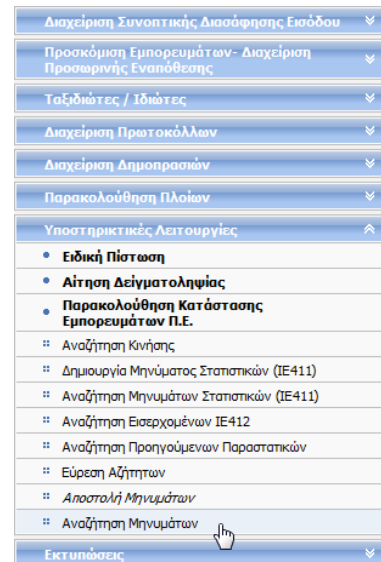 Διαχείριση Συνοπτικής Διασάφησης Εισόδου
Προσκόμιση Εμπορευμάτων- Διαχείριση
Προσωρινής Εναπόθεσης
Ταξιδιώτες / Ιδιώτες
Διαχείριση Πρωτοκόλλων
Διαχείριση Δημοπρασιών
Παρακολούθηση Πλοίων
Υποστηρικτικές Λειτουργίες
Ειδική Πίστωση
Αίτηση Δείγματοληψίας
Παρακολούθηση Κατάστασης
Εμπορευμάτων Π.Ε.
Αναζήτηση Κινήσης
Δημιουργία Μηνύματος Στατιστικών (IE411)
Αναζήτηση Μηνυμάτων Στατιστικών (IE411)
Αναζήτηση Εισερχομένων IE412
Αναζήτηση Προηγούμενων Παραστατικών
Εύρεση Αζήτητων
Αποστολή Μηνυμάτων
Αναζήτηση Μηνυμάτων
Εκτυπώσεις